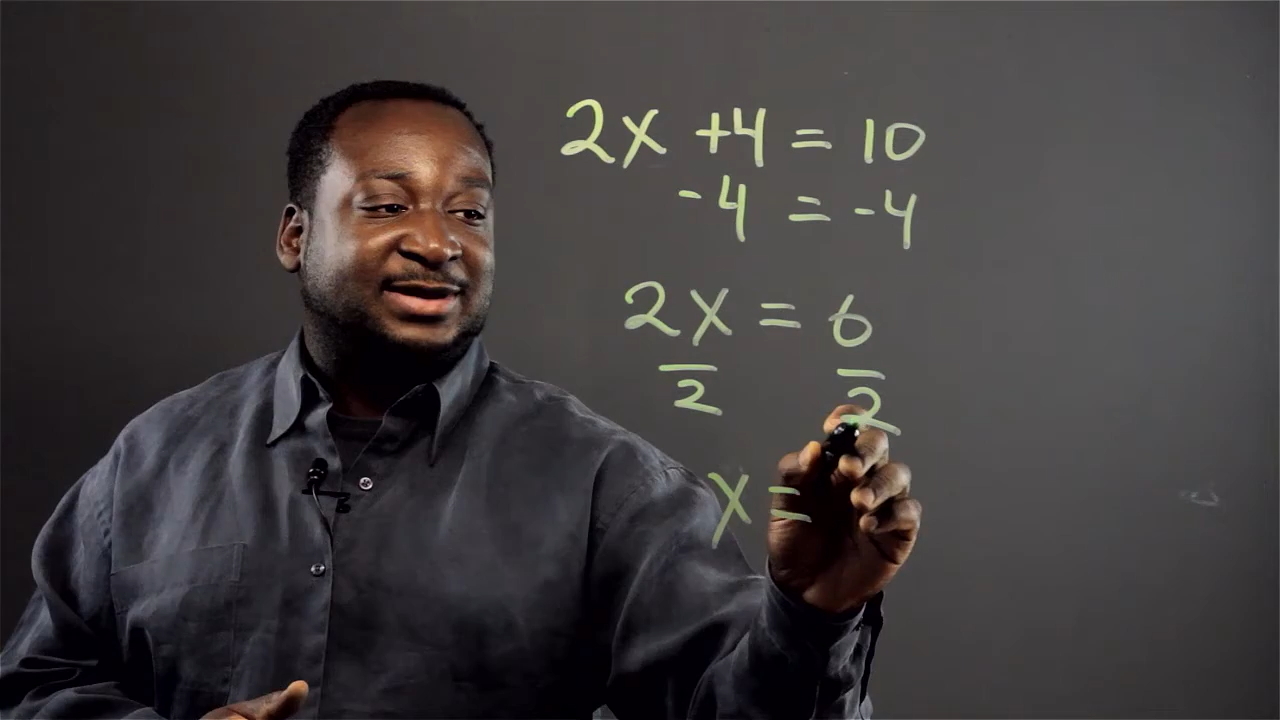 2x +4 = 10
-4 = -4
2x = 6
― ―
2 2
x =